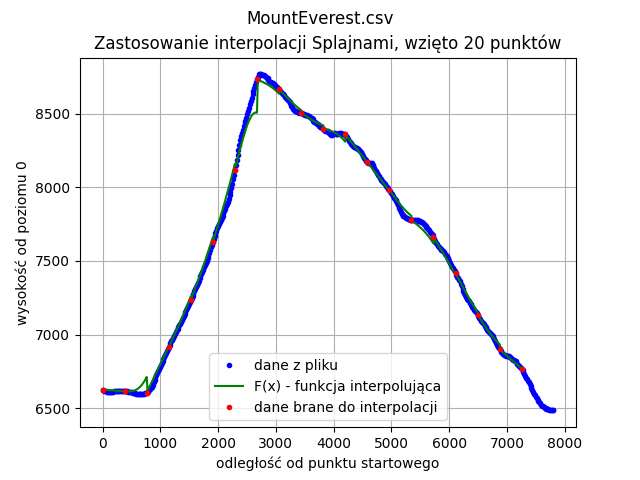 MountEverest.csv
Zastosowanie interpolacji Splajnami, wzięto 20 punktów
wysokość od poziomu 0
8500
8000
7500
7000
6500
dane z pliku
F(x) - funkcja interpolująca
dane brane do interpolacji
0 1000 2000 3000 4000 5000 6000 7000 8000
odległość od punktu startowego